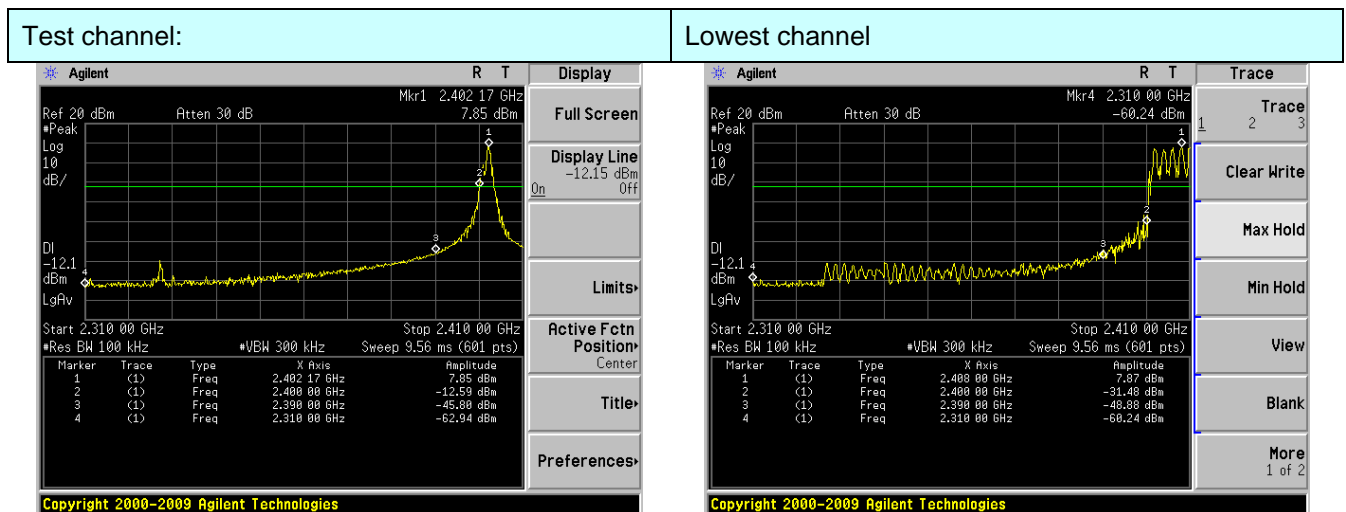 Test channel:
Lowest channel
Agilent
R T
Display
Mkr1 2.402 17 GHz
Ref 20 dBm
Atten 30 dB
7.85 dBm
#Peak
Log
10
dB/
DI
-12.1
dBm
LgAv
1
2
3
4
Start 2.310 00 GHz
Stop 2.410 00 GHz
#Res BW 100 kHz
#VBW 300 kHz
Sweep 9.56 ms (601 pts)
Marker Trace Type X Axis Amplitude
1 (1) Freq 2.402 17 GHz 7.85 dBm
2 (1) Freq 2.400 00 GHz -12.59 dBm
3 (1) Freq 2.390 00 GHz -45.80 dBm
4 (1) Freq 2.310 00 GHz -62.94 dBm
Full Screen
Display Line
-12.15 dBm
On Off
Limits
Active Fctn
Position
Center
Title
Preferences
Copyright 2000-2009 Agilent Technologies
Agilent
R T
Trace
Mkr4 2.310 00 GHz
Ref 20 dBm
Atten 30 dB
-60.24 dBm
#Peak
Log
10
dB/
DI
-12.1
dBm
LgAv
1
2
3
4
Start 2.310 00 GHz
Stop 2.410 00 GHz
#Res BW 100 kHz
#VBW 300 kHz
Sweep 9.56 ms (601 pts)
Marker Trace Type X Axis Amplitude
1 (1) Freq 2.408 00 GHz 7.87 dBm
2 (1) Freq 2.400 00 GHz -31.48 dBm
3 (1) Freq 2.390 00 GHz -48.88 dBm
4 (1) Freq 2.310 00 GHz -60.24 dBm
Trace
1 2 3
Clear Write
Max Hold
Min Hold
View
Blank
More
1 of 2
Copyright 2000-2009 Agilent Technologies